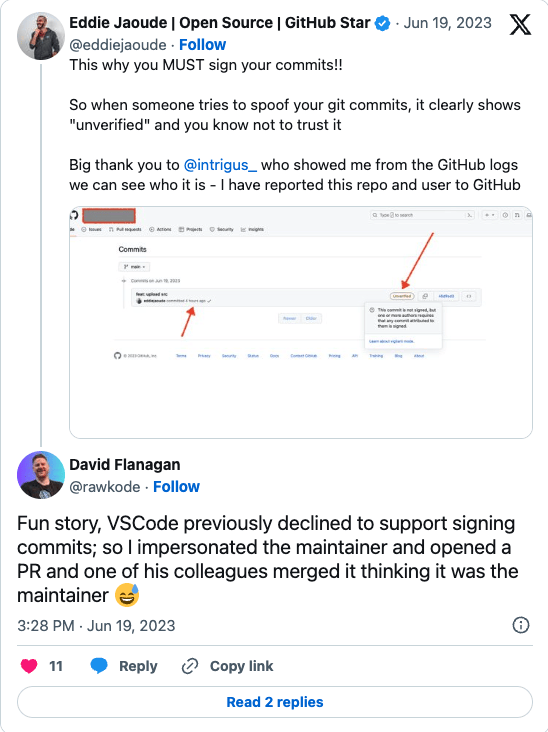 Eddie Jaoude | Open Source | GitHub Star · Jun 19, 2023
@eddiejaoude · Follow
This why you MUST sign your commits!!
So when someone tries to spoof your git commits, it clearly shows
"unverified" and you know not to trust it
Big thank you to @intrigus_ who showed me from the GitHub logs
we can see who it is - I have reported this repo and user to GitHub
Type / to search
Issues Pull requests Actions Projects Security Insights
Commits
main
Commits on Jun 19, 2023
feat: upload src
eddiejaoude committed 4 hours ago
Unverified
This commit is not signed, but
one or more authors requires
that any commit attributed to
them is signed.
Learn about vigilant mode.
Newer Older
© 2023 GitHub, Inc. Terms Privacy Security Status Docs Contact GitHub Pricing API Training Blog About
David Flanagan
@rawkode · Follow
Fun story, VSCode previously declined to support signing
commits; so I impersonated the maintainer and opened a
PR and one of his colleagues merged it thinking it was the
maintainer 😅
3:28 PM · Jun 19, 2023
11 Reply Copy link
Read 2 replies